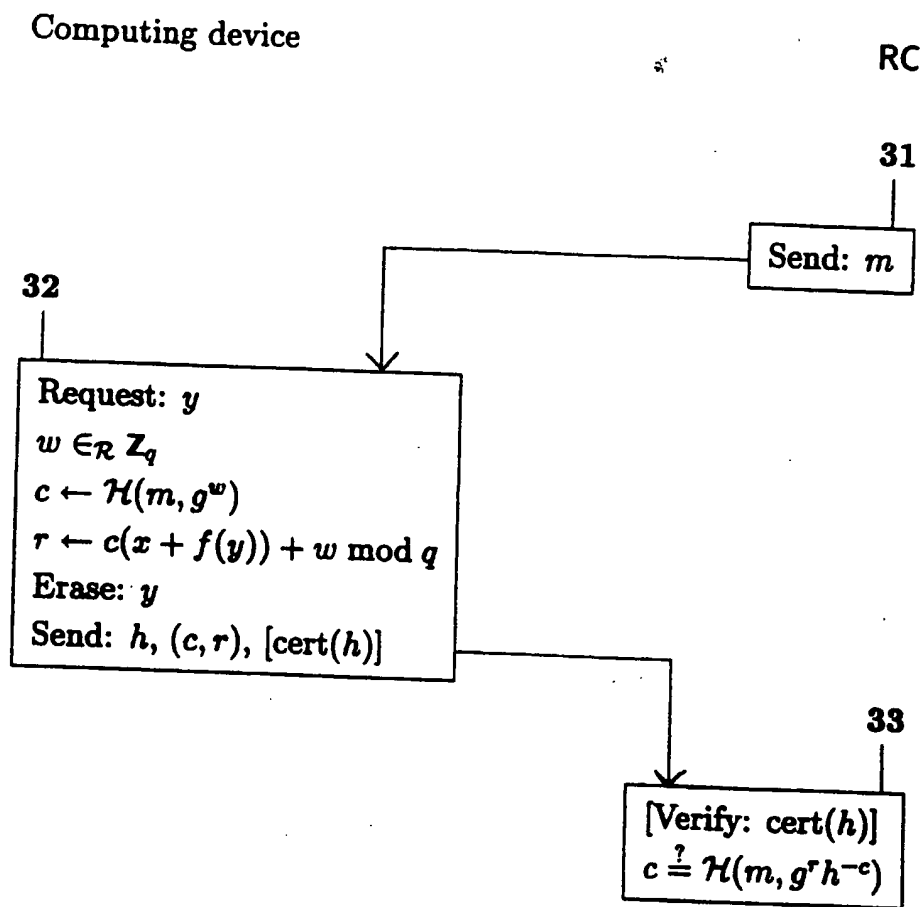 Computing device
RC
31
Send: m
32
Request: y
w ∈_ℛ ℤ_q
c ← ℋ(m, g^w)
r ← c(x + f(y)) + w mod q
Erase: y
Send: h, (c, r), [cert(h)]
33
[Verify: cert(h)]
c ≟ ℋ(m, g^r h^{-c})